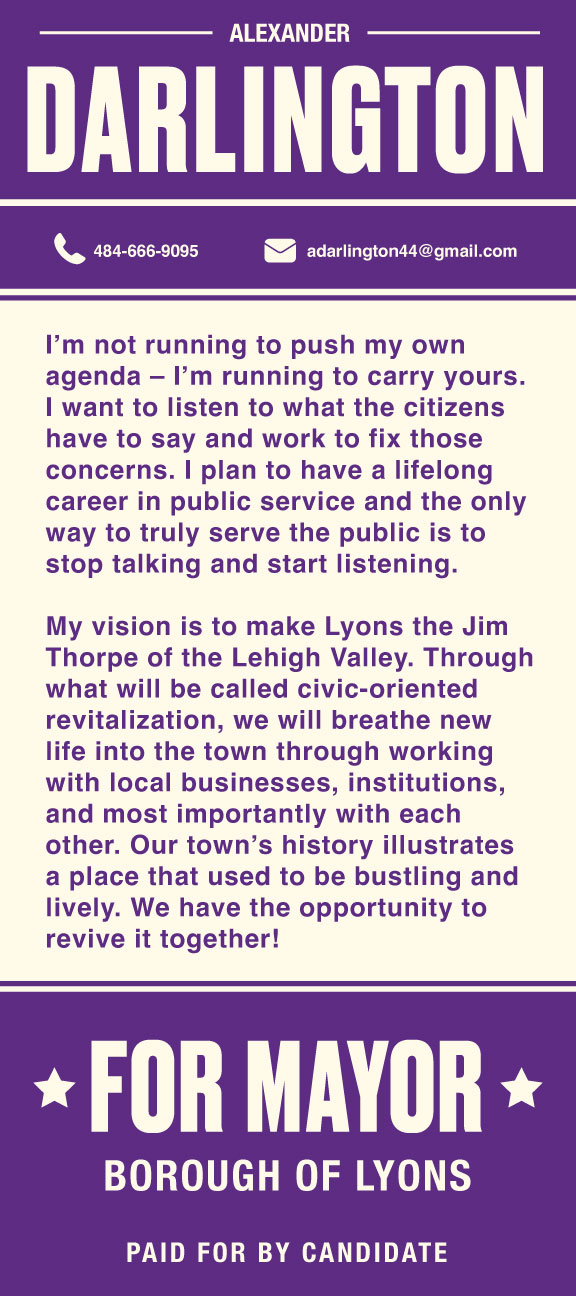 ALEXANDER
DARLINGTON
484-666-9095
adarlington44@gmail.com
I’m not running to push my own
agenda – I’m running to carry yours.
I want to listen to what the citizens
have to say and work to fix those
concerns. I plan to have a lifelong
career in public service and the only
way to truly serve the public is to
stop talking and start listening.
My vision is to make Lyons the Jim
Thorpe of the Lehigh Valley. Through
what will be called civic-oriented
revitalization, we will breathe new
life into the town through working
with local businesses, institutions,
and most importantly with each
other. Our town’s history illustrates
a place that used to be bustling and
lively. We have the opportunity to
revive it together!
FOR MAYOR
BOROUGH OF LYONS
PAID FOR BY CANDIDATE